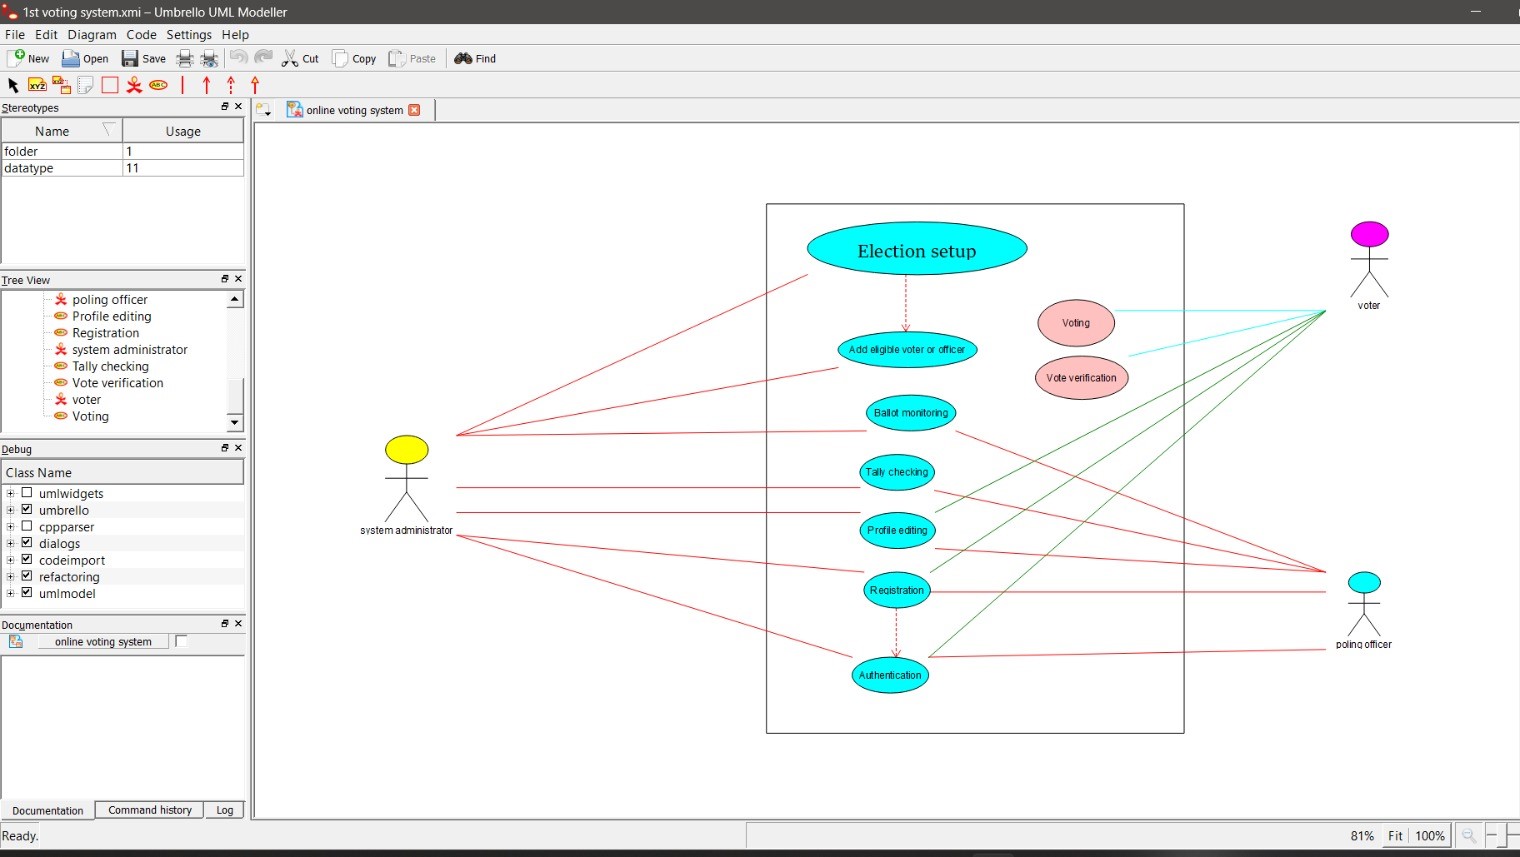 1st voting system.xmi – Umbrello UML Modeller
File Edit Diagram Code Settings Help
New Open Save Cut Copy Paste Find
XYZ ABC
Stereotypes
online voting system
Name Usage
folder 1
datatype 11
Tree View
poling officer
Profile editing
Registration
system administrator
Tally checking
Vote verification
voter
Voting
Debug
Class Name
umlwidgets
umbrello
cppparser
dialogs
codeimport
refactoring
umlmodel
Documentation
online voting system
Documentation Command history Log
Election setup
Add eligible voter or officer
Voting
Vote verification
Ballot monitoring
Tally checking
Profile editing
Registration
Authentication
system administrator
voter
poling officer
Ready.
81% Fit 100%